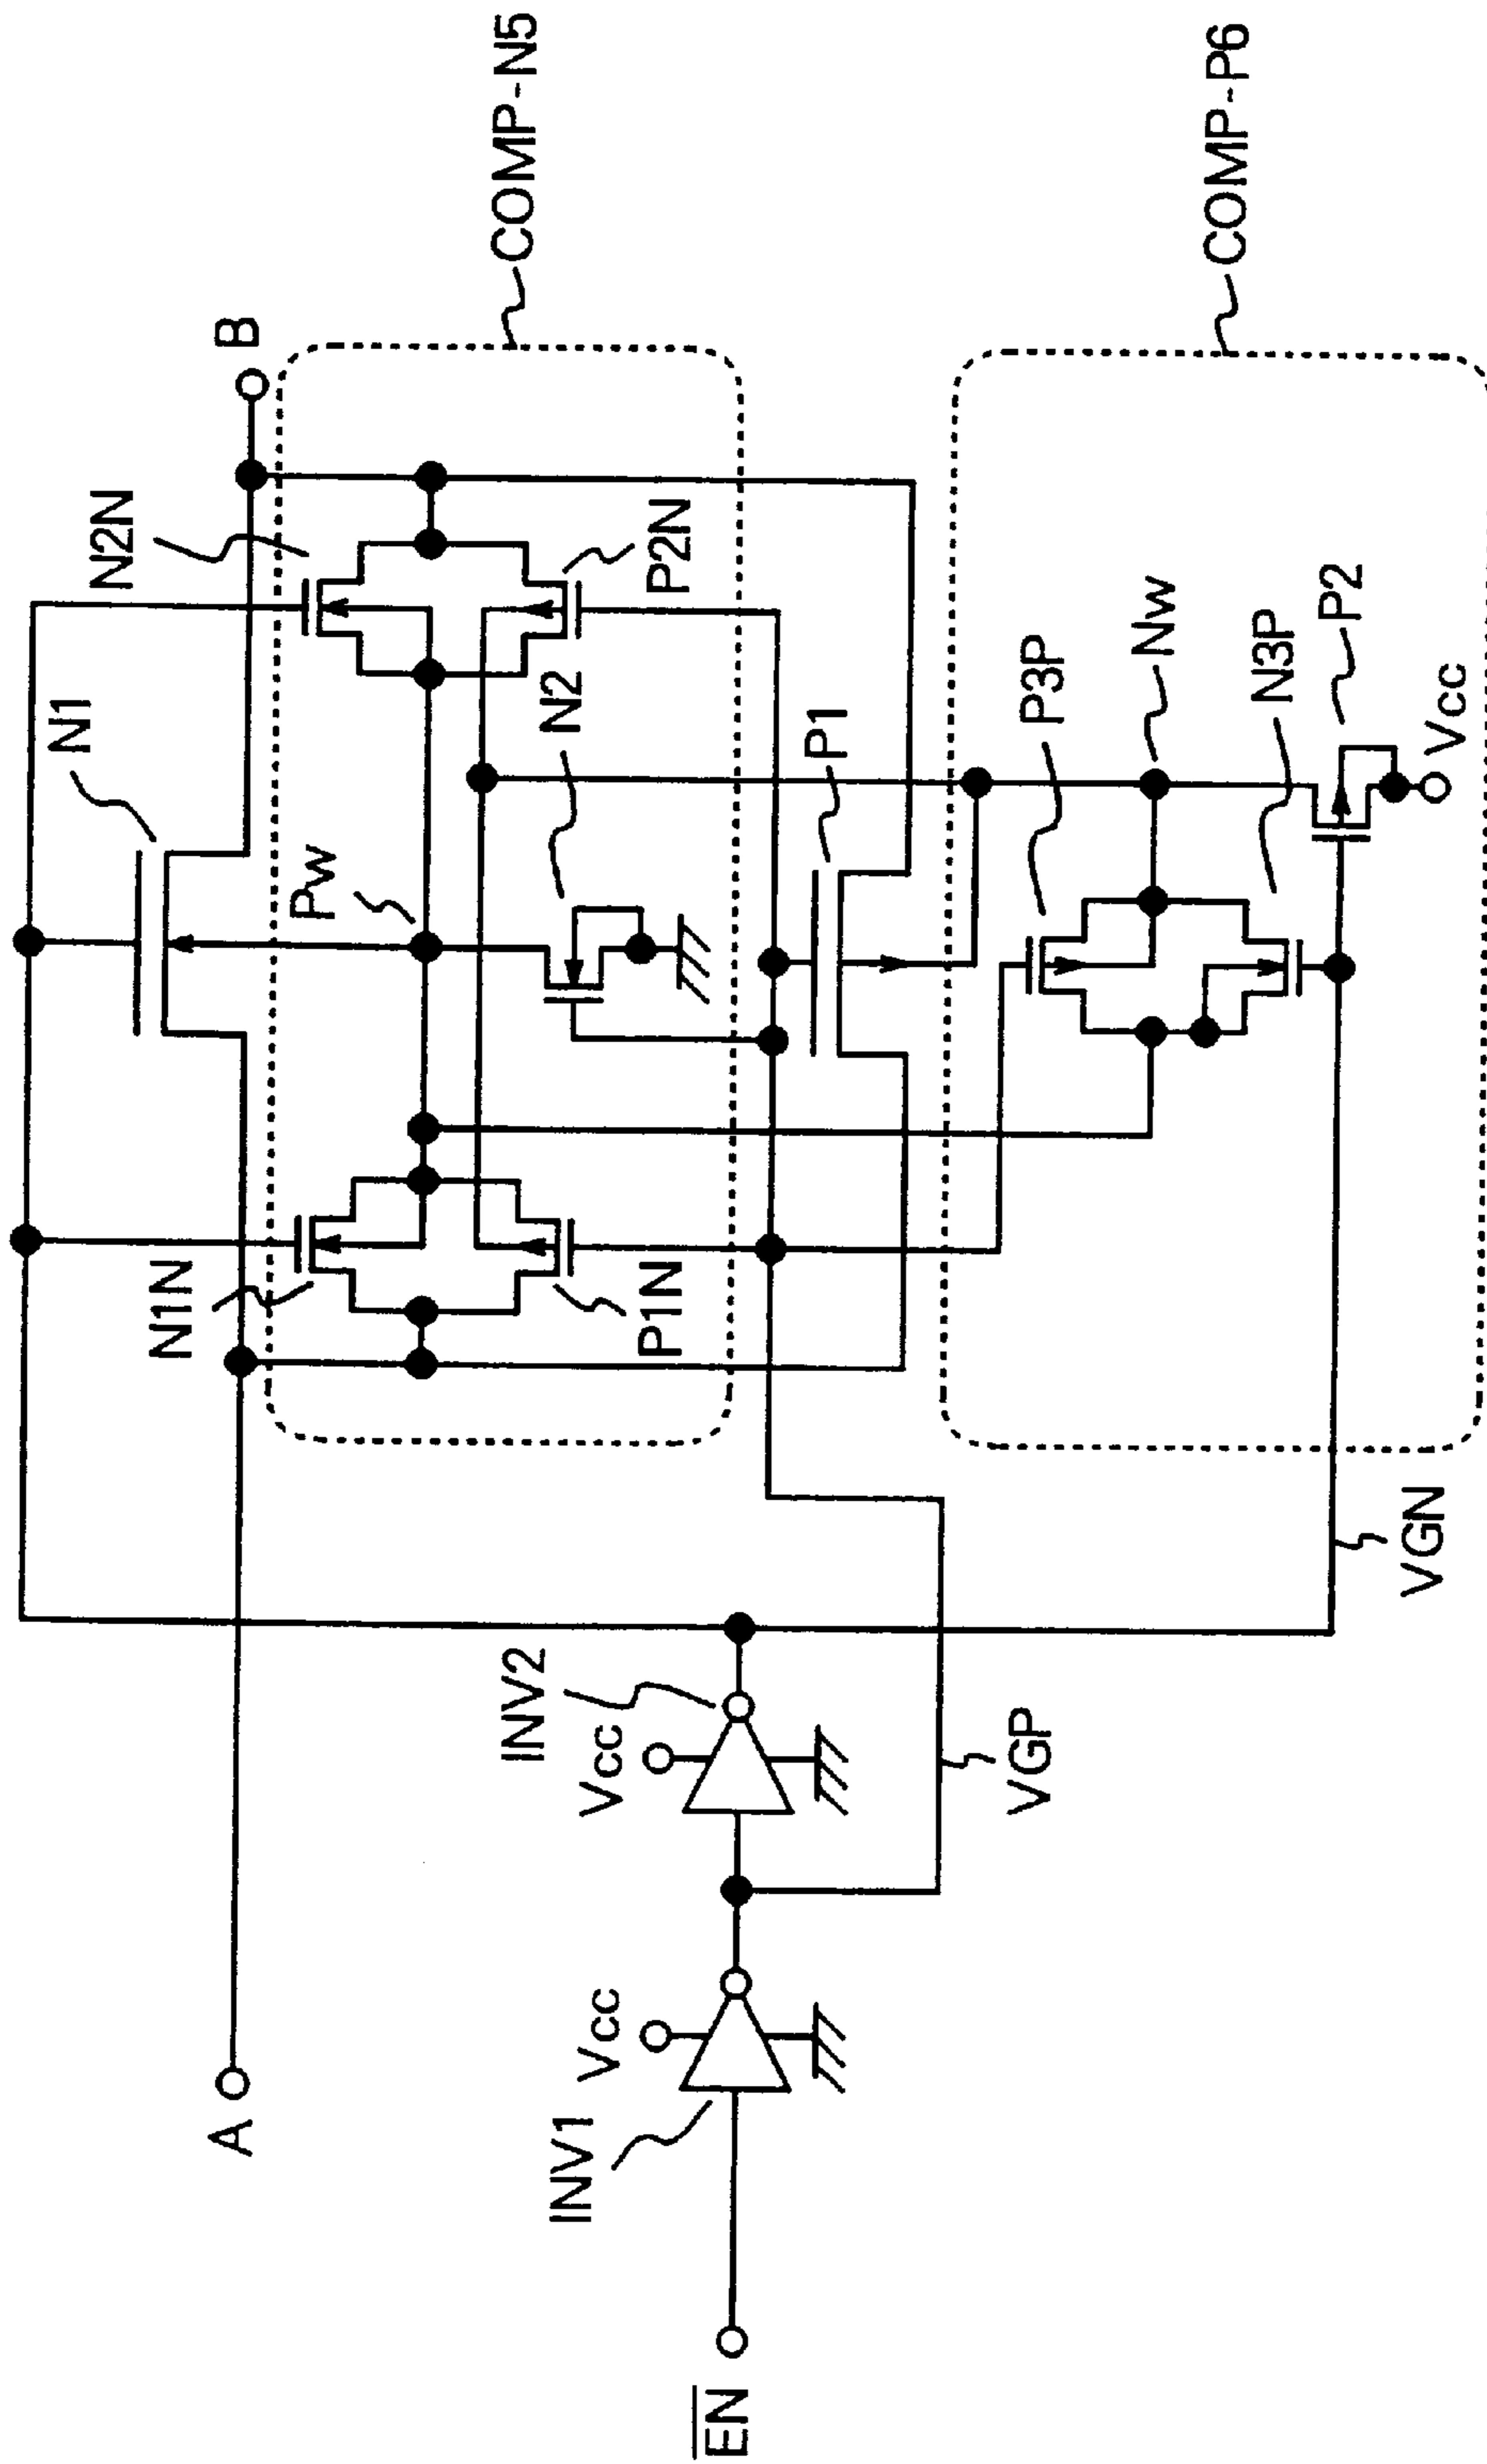 N1
N2N
B
Pw
COMP-N5
N1N
N2
P2N
A
P1N
P1
INV2
Vcc
Vcc
INV1
EN
VGP
P3P
Nw
COMP-P6
N3P
P2
Vcc
VGN